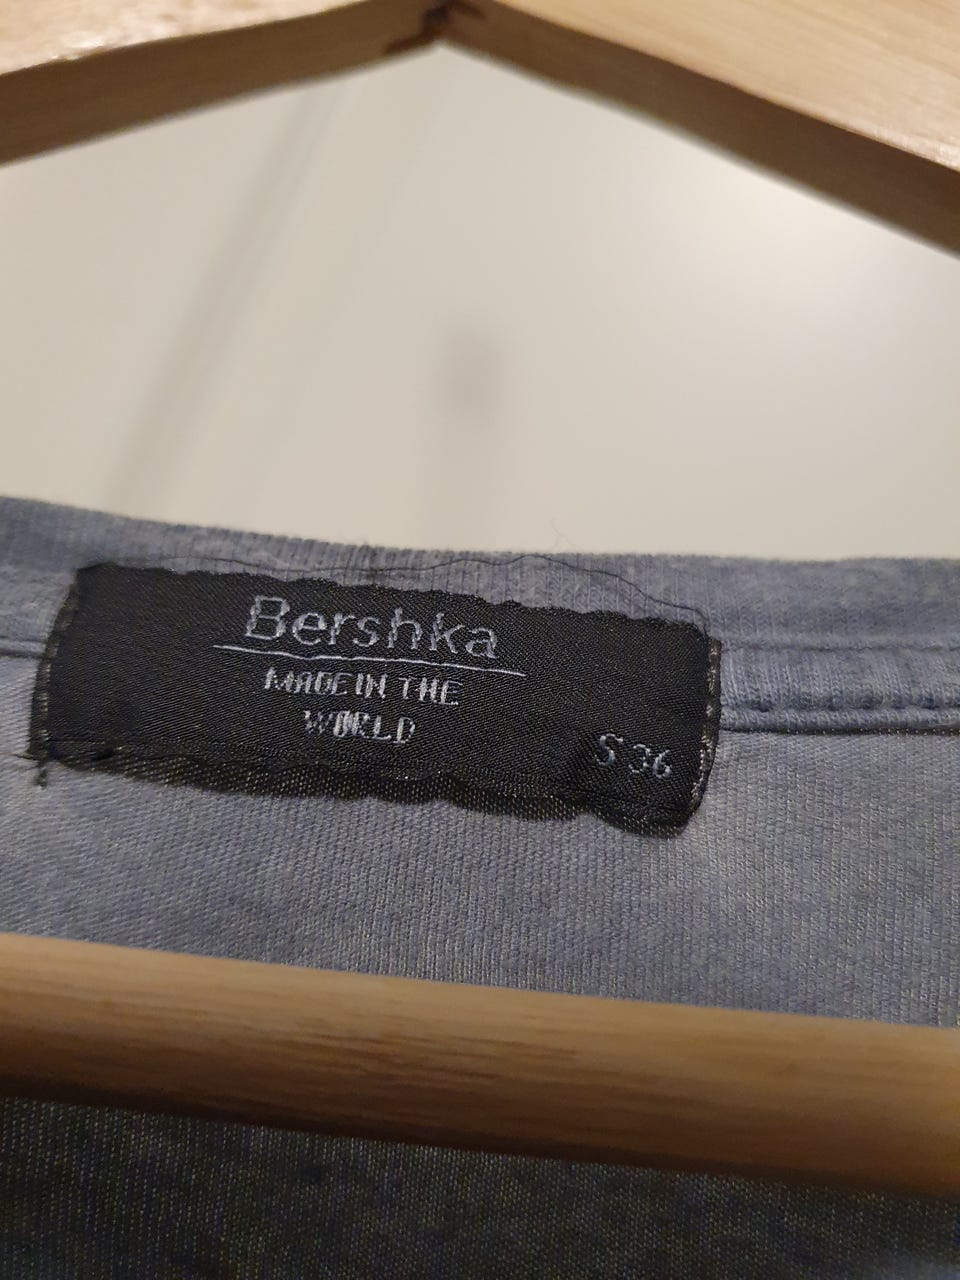 Bershka
MADE IN THE
WORLD
S 36